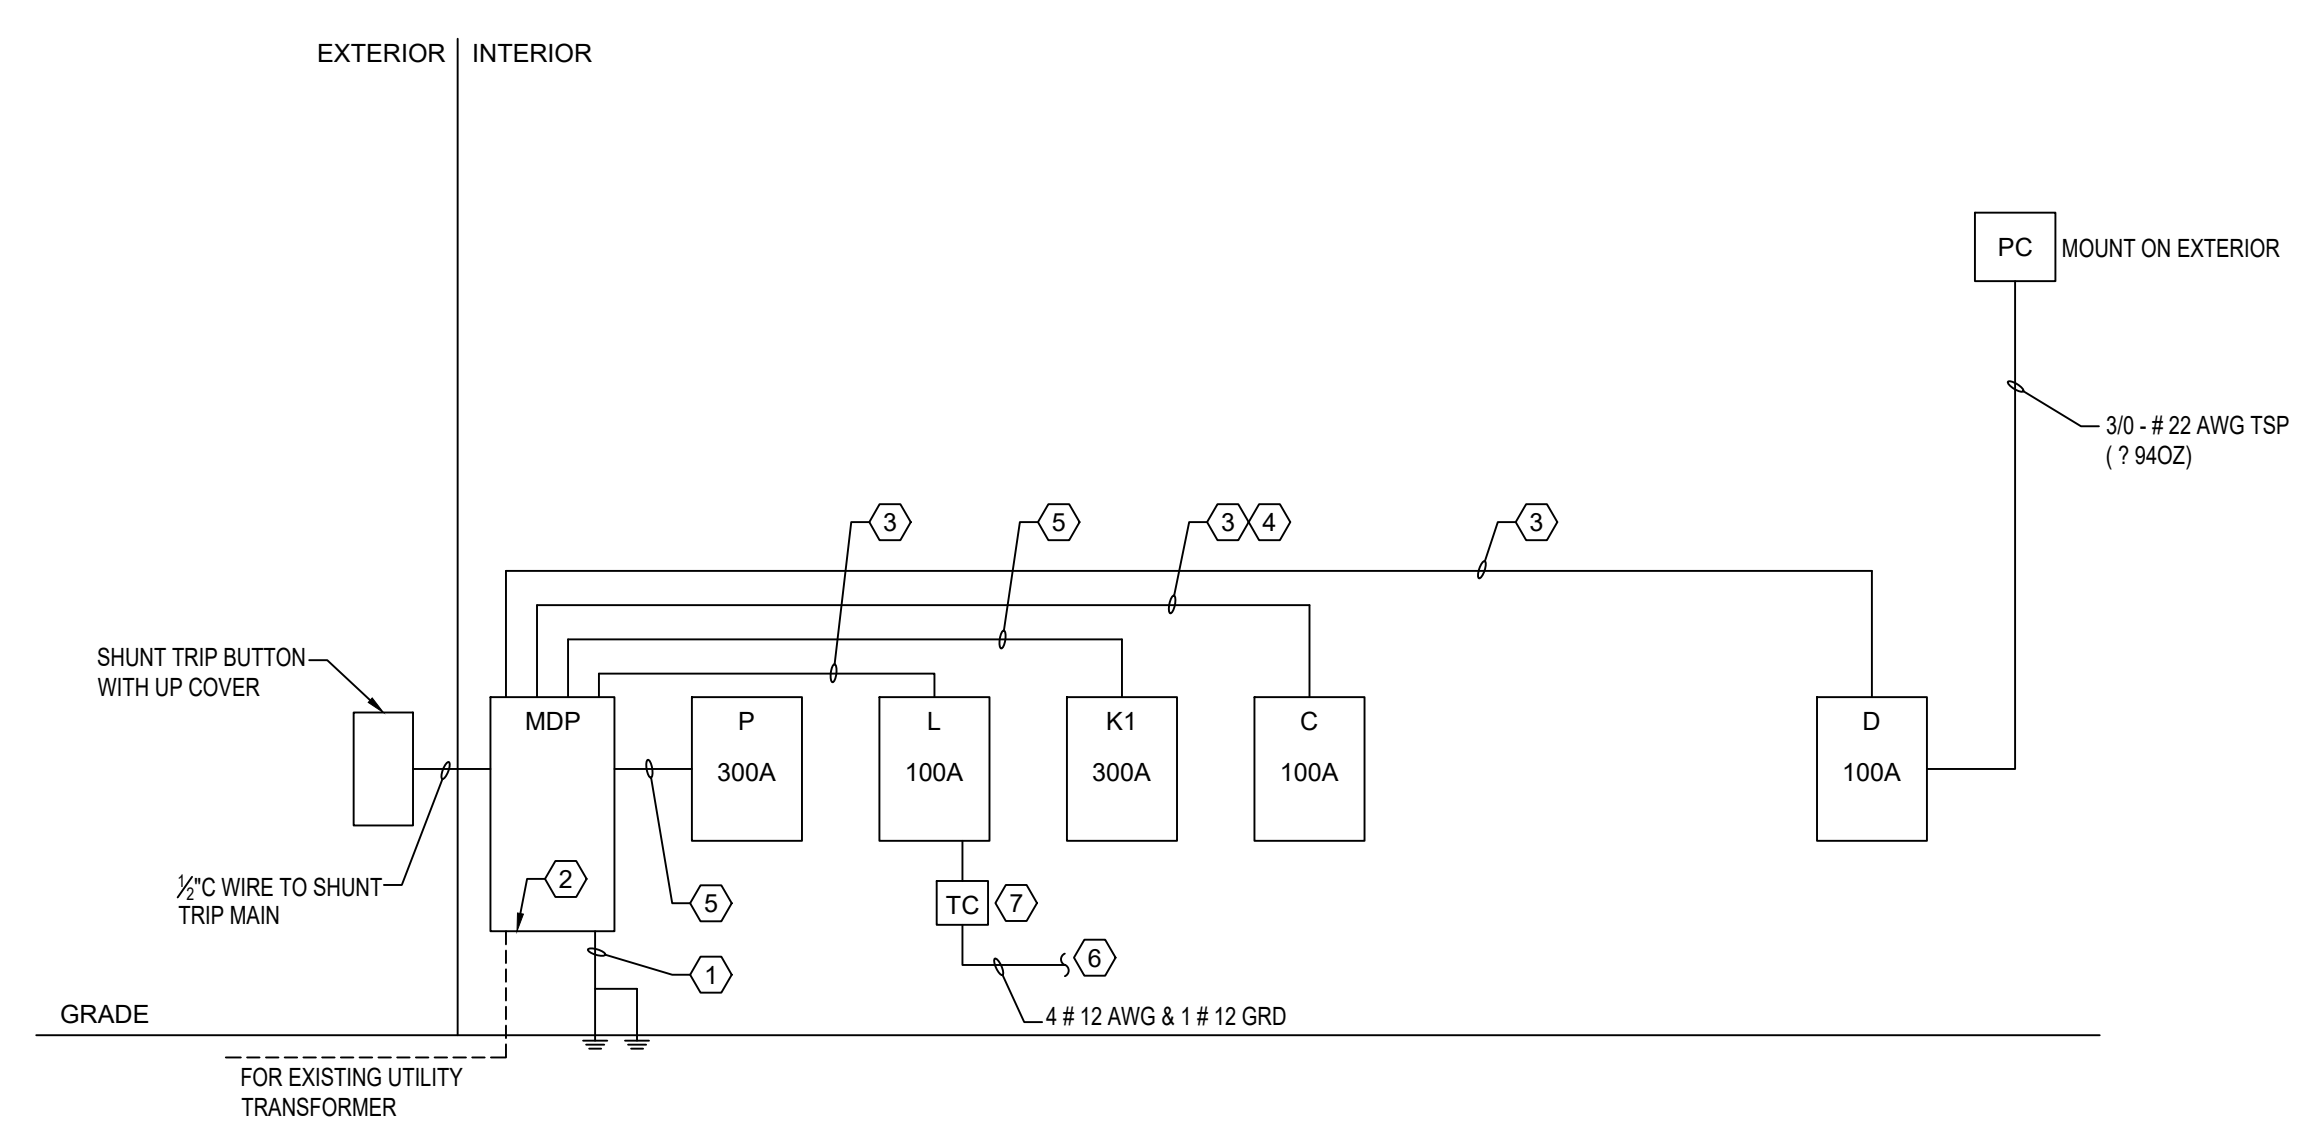 EXTERIOR INTERIOR
PC MOUNT ON EXTERIOR
3/0 - # 22 AWG TSP
( ? 94OZ)
3 5 3 4 3
SHUNT TRIP BUTTON
WITH UP COVER
MDP P L K1 C D
300A 100A 300A 100A 100A
½"C WIRE TO SHUNT
TRIP MAIN
2
5
TC 7
6
1
GRADE
4 # 12 AWG & 1 # 12 GRD
FOR EXISTING UTILITY
TRANSFORMER